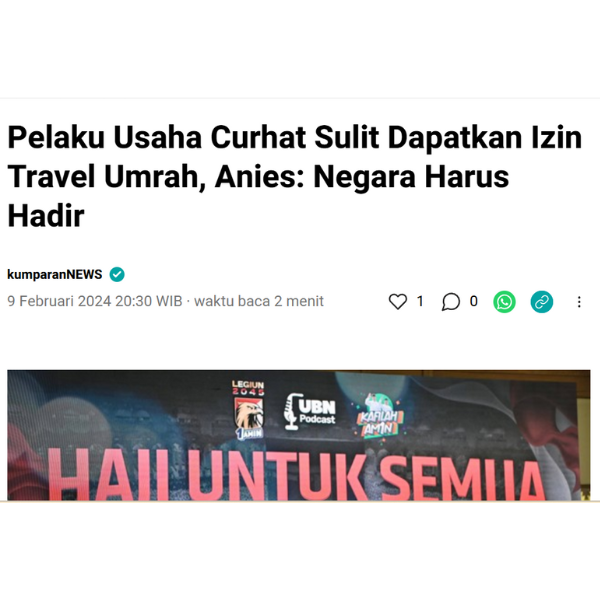 Pelaku Usaha Curhat Sulit Dapatkan Izin
Travel Umrah, Anies: Negara Harus
Hadir
kumparanNEWS
9 Februari 2024 20:30 WIB · waktu baca 2 menit
1
0
LEGIUN
2045
JAMIN
UBN
Podcast
KAFILAH
AMIN
HAJI UNTUK SEMUA